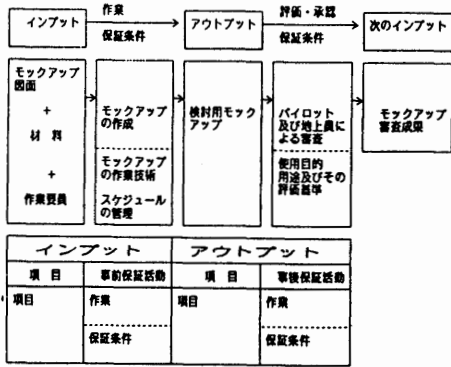 インプット
作業
保証条件
アウトプット
評価・承認
保証条件
次のインプット
モックアップ
図面
+
材 料
+
作業要員
モックアップ
の作成
モックアップ
の作業技術
スケジュール
の管理
検討用モック
アップ
パイロット
及び地上員に
よる審査
使用目的
用途及びその
評価基準
モックアップ
審査成果
インプット
アウトプット
項 目
事前保証活動
項 目
事後保証活動
項目
作業
保証条件
項目
作業
保証条件